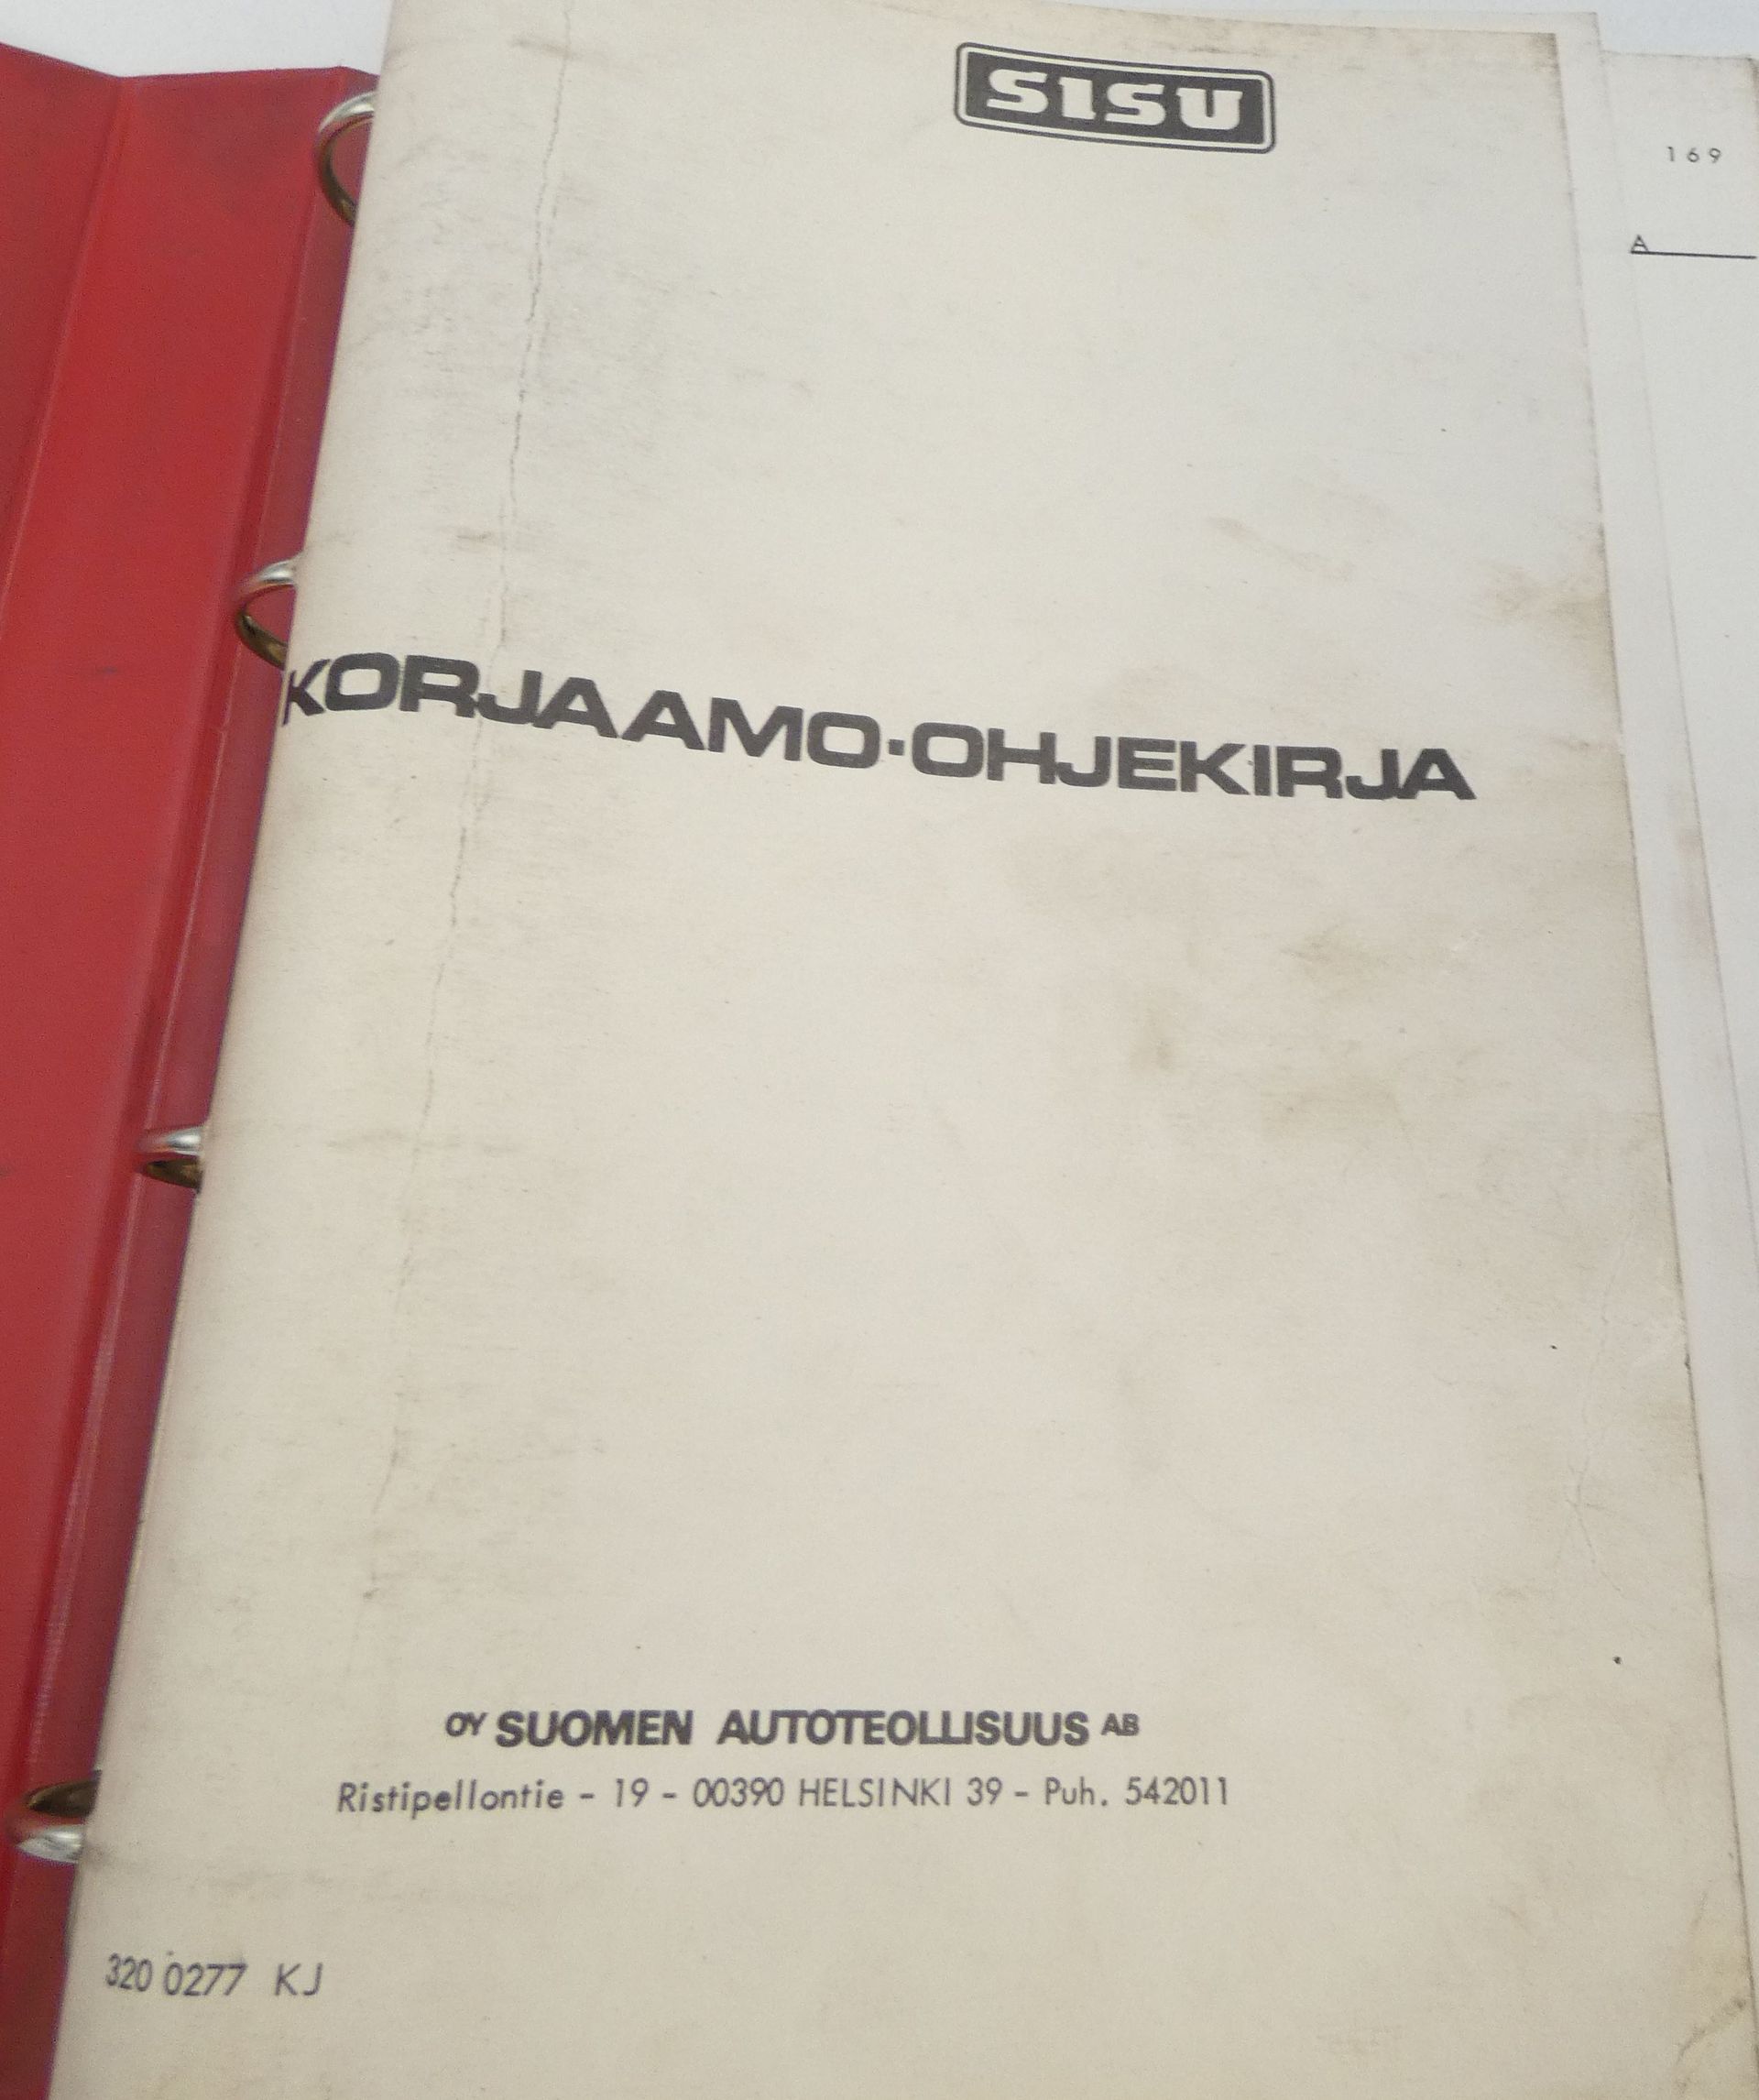 SISU
169
A
KORJAAMO-OHJEKIRJA
OY SUOMEN AUTOTEOLLISUUS AB
Ristipellontie - 19 - 00390 HELSINKI 39 - Puh. 542011
320 0277 KJ